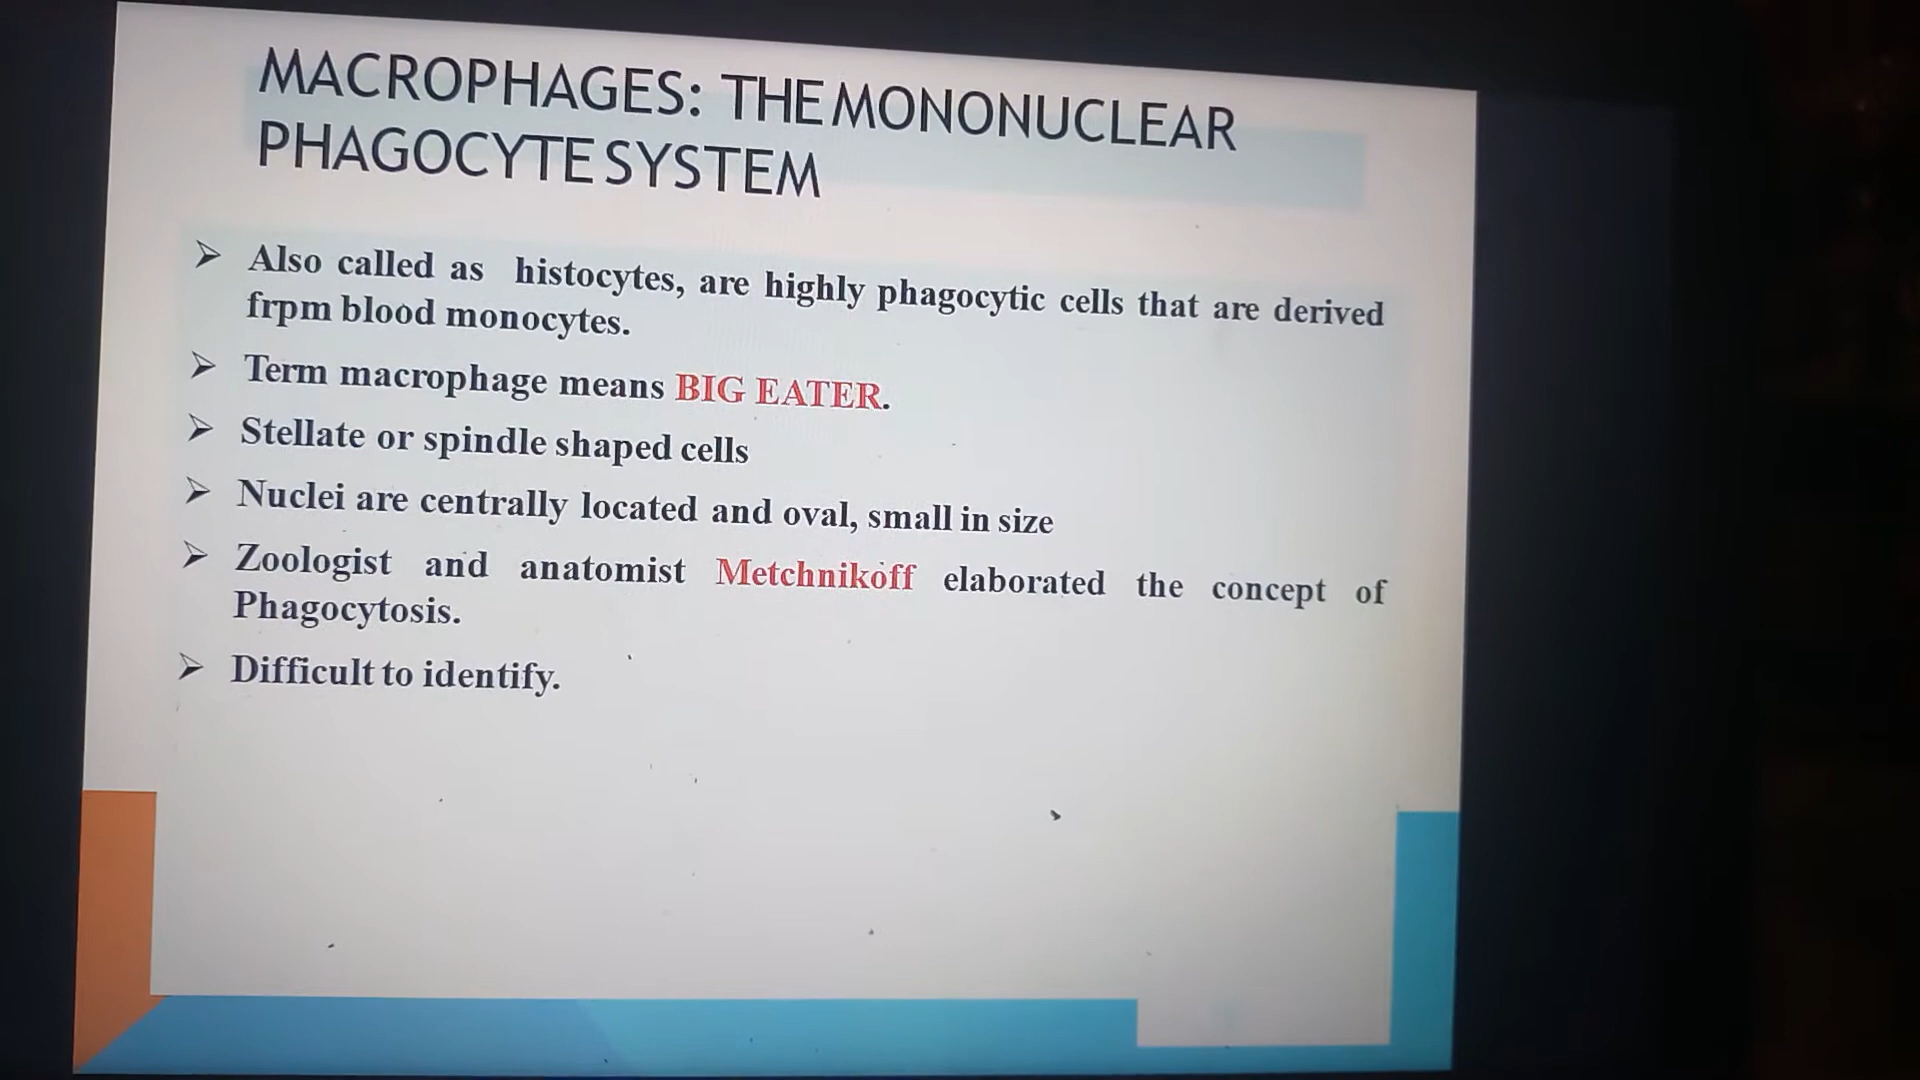 MACROPHAGES: THE MONONUCLEAR
PHAGOCYTE SYSTEM
➢ Also called as histocytes, are highly phagocytic cells that are derived
frpm blood monocytes.
➢ Term macrophage means BIG EATER.
➢ Stellate or spindle shaped cells
➢ Nuclei are centrally located and oval, small in size
➢ Zoologist and anatomist Metchnikoff elaborated the concept of
Phagocytosis.
➢ Difficult to identify.